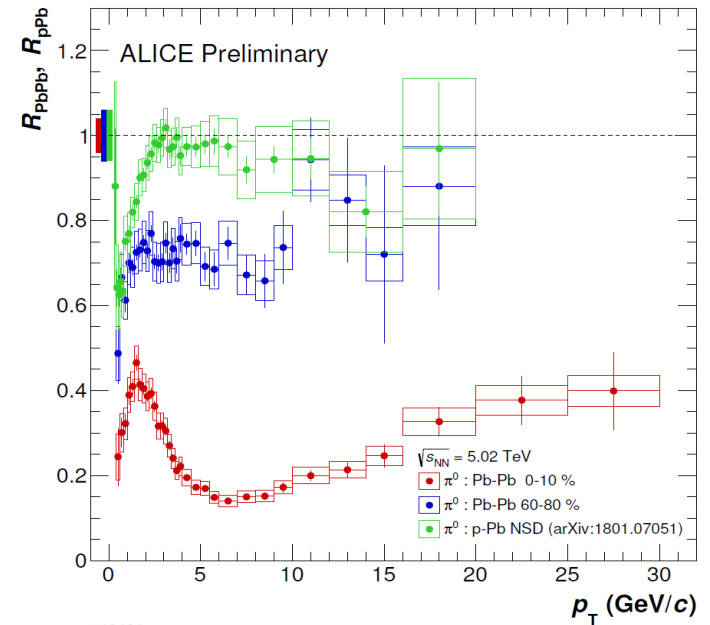 R_PbPb, R_pPb
ALICE Preliminary
1.2
1
0.8
0.6
0.4
0.2
0
√s_NN = 5.02 TeV
π⁰ : Pb-Pb 0-10 %
π⁰ : Pb-Pb 60-80 %
π⁰ : p-Pb NSD (arXiv:1801.07051)
0 5 10 15 20 25 30
p_T (GeV/c)